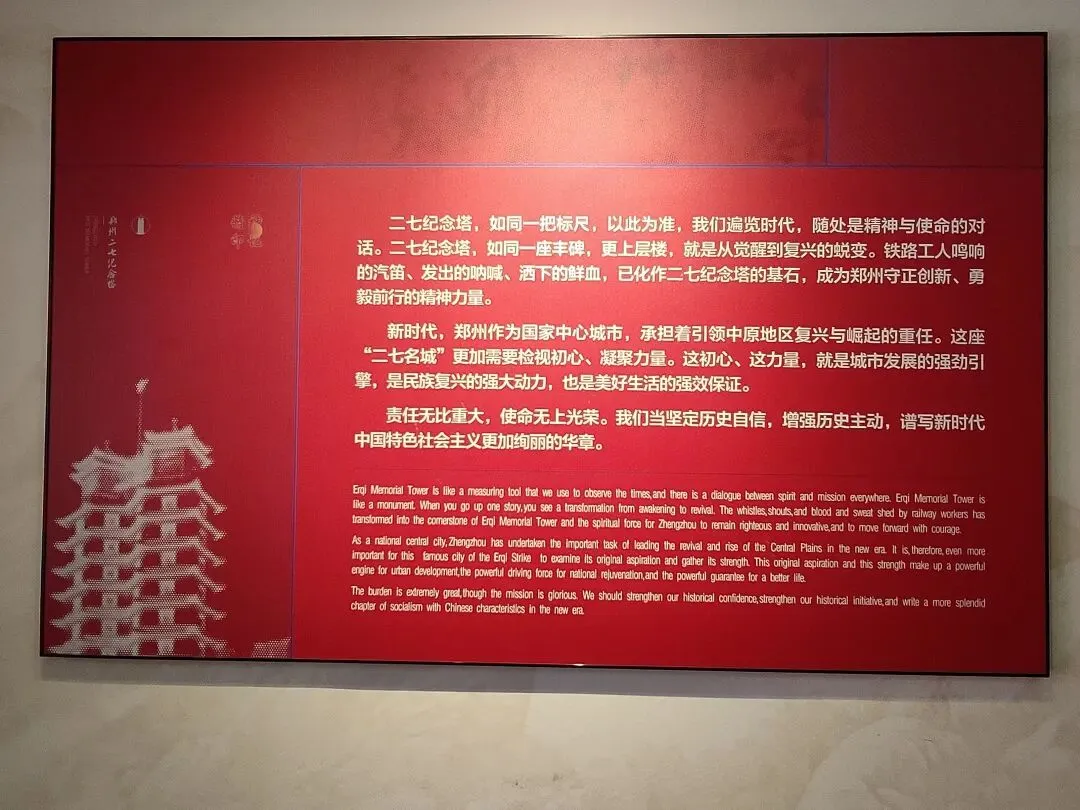 郑州二七纪念塔
二七纪念塔，如同一把标尺，以此为准，我们遍览时代，随处是精神与使命的对
话。二七纪念塔，如同一座丰碑，更上层楼，就是从觉醒到复兴的蜕变。铁路工人鸣响
的汽笛、发出的呐喊、洒下的鲜血，已化作二七纪念塔的基石，成为郑州守正创新、勇
毅前行的精神力量。
新时代，郑州作为国家中心城市，承担着引领中原地区复兴与崛起的重任。这座
“二七名城”更加需要检视初心、凝聚力量。这初心、这力量，就是城市发展的强劲引
擎，是民族复兴的强大动力，也是美好生活的强效保证。
责任无比重大，使命无上光荣。我们当坚定历史自信，增强历史主动，谱写新时代
中国特色社会主义更加绚丽的华章。
Erqi Memorial Tower is like a measuring tool that we use to observe the times,and there is a dialogue between spirit and mission everywhere. Erqi Memorial Tower is
like a monument. When you go up one story,you see a transformation from awakening to revival. The whistles,shouts,and blood and sweat shed by railway workers has
transformed into the cornerstone of Erqi Memorial Tower and the spiritual force for Zhengzhou to remain righteous and innovative,and to move forward with courage.
As a national central city,Zhengzhou has undertaken the important task of leading the revival and rise of the Central Plains in the new era. It is,therefore,even more
important for this famous city of the Erqi Strike to examine its original aspiration and gather its strength. This original aspiration and this strength make up a powerful
engine for urban development,the powerful driving force for national rejuvenation,and the powerful guarantee for a better life.
The burden is extremely great,though the mission is glorious. We should strengthen our historical confidence,strengthen our historical initiative,and write a more splendid
chapter of socialism with Chinese characteristics in the new era.